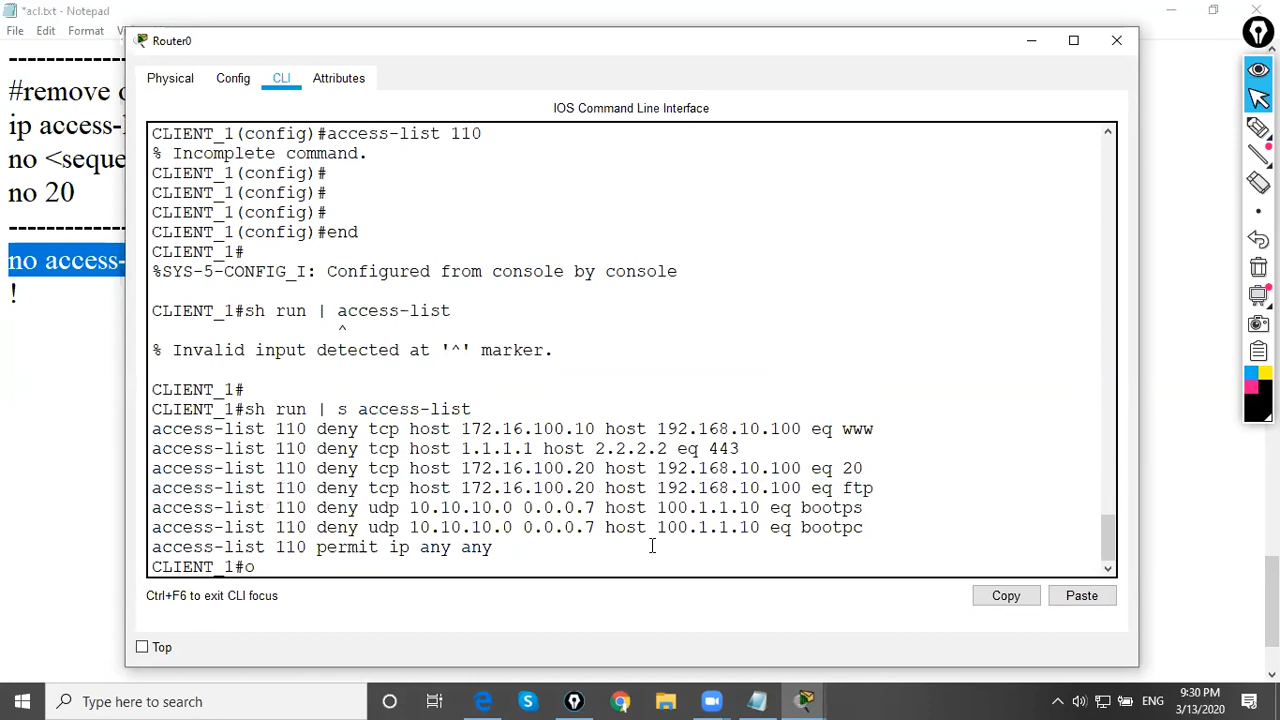 *acl.txt - Notepad
File Edit Format
#remove
ip access-
no <seque
no 20
no access-
!
Router0
Physical Config CLI Attributes
IOS Command Line Interface
CLIENT_1(config)#access-list 110
% Incomplete command.
CLIENT_1(config)#
CLIENT_1(config)#
CLIENT_1(config)#
CLIENT_1(config)#end
CLIENT_1#
%SYS-5-CONFIG_I: Configured from console by console
CLIENT_1#sh run | access-list
^
% Invalid input detected at '^' marker.
CLIENT_1#
CLIENT_1#sh run | s access-list
access-list 110 deny tcp host 172.16.100.10 host 192.168.10.100 eq www
access-list 110 deny tcp host 1.1.1.1 host 2.2.2.2 eq 443
access-list 110 deny tcp host 172.16.100.20 host 192.168.10.100 eq 20
access-list 110 deny tcp host 172.16.100.20 host 192.168.10.100 eq ftp
access-list 110 deny udp 10.10.10.0 0.0.0.7 host 100.1.1.10 eq bootps
access-list 110 deny udp 10.10.10.0 0.0.0.7 host 100.1.1.10 eq bootpc
access-list 110 permit ip any any
CLIENT_1#o
Ctrl+F6 to exit CLI focus
Copy Paste
Top
Type here to search
ENG
9:30 PM
3/13/2020